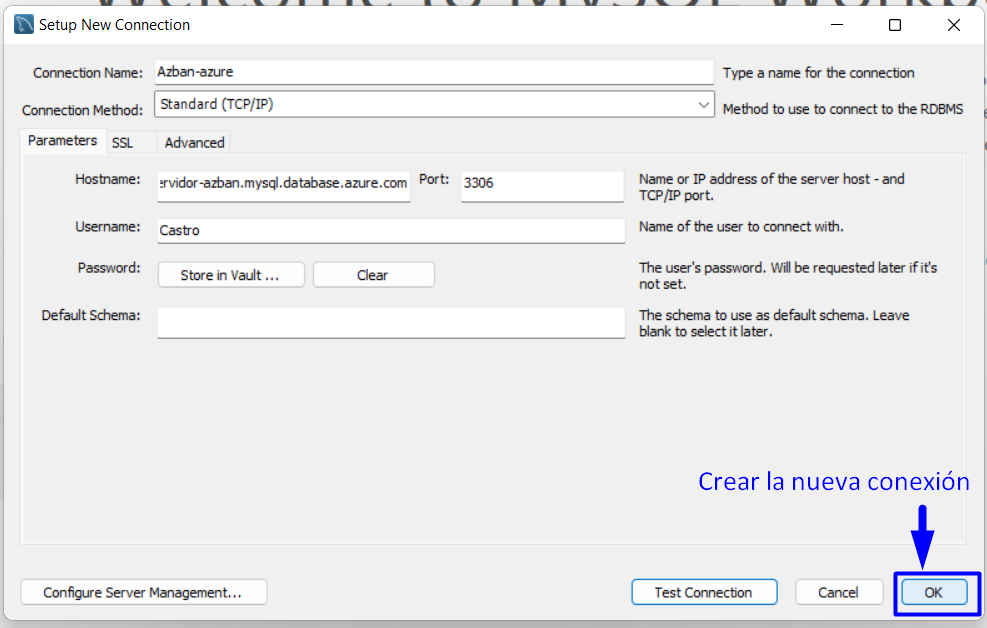 Setup New Connection
Connection Name: Azban-azure Type a name for the connection
Connection Method: Standard (TCP/IP) Method to use to connect to the RDBMS
Parameters SSL Advanced
Hostname: ervidor-azban.mysql.database.azure.com Port: 3306 Name or IP address of the server host - and
TCP/IP port.
Username: Castro Name of the user to connect with.
Password: Store in Vault ... Clear The user's password. Will be requested later if it's
not set.
Default Schema: The schema to use as default schema. Leave
blank to select it later.
Crear la nueva conexión
Configure Server Management... Test Connection Cancel OK